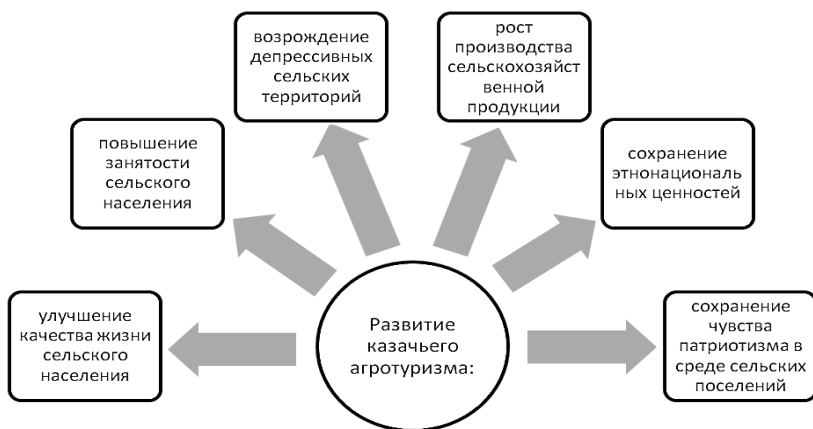 возрождение
депрессивных
сельских
территорий
рост
производства
сельскохозяйст
венной
продукции
повышение
занятости
сельского
населения
сохранение
этнонациональ
ных ценностей
улучшение
качества жизни
сельского
населения
Развитие
казачьего
агротуризма:
сохранение
чувства
патриотизма в
среде сельских
поселений